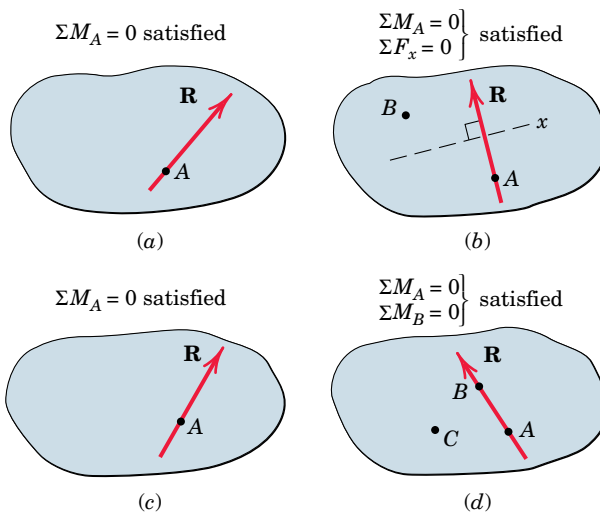 ΣM_A = 0 satisfied
R
A
(a)
ΣM_A = 0
ΣF_x = 0
} satisfied
B
R
x
A
(b)
ΣM_A = 0 satisfied
R
A
(c)
ΣM_A = 0
ΣM_B = 0
} satisfied
R
B
C
A
(d)